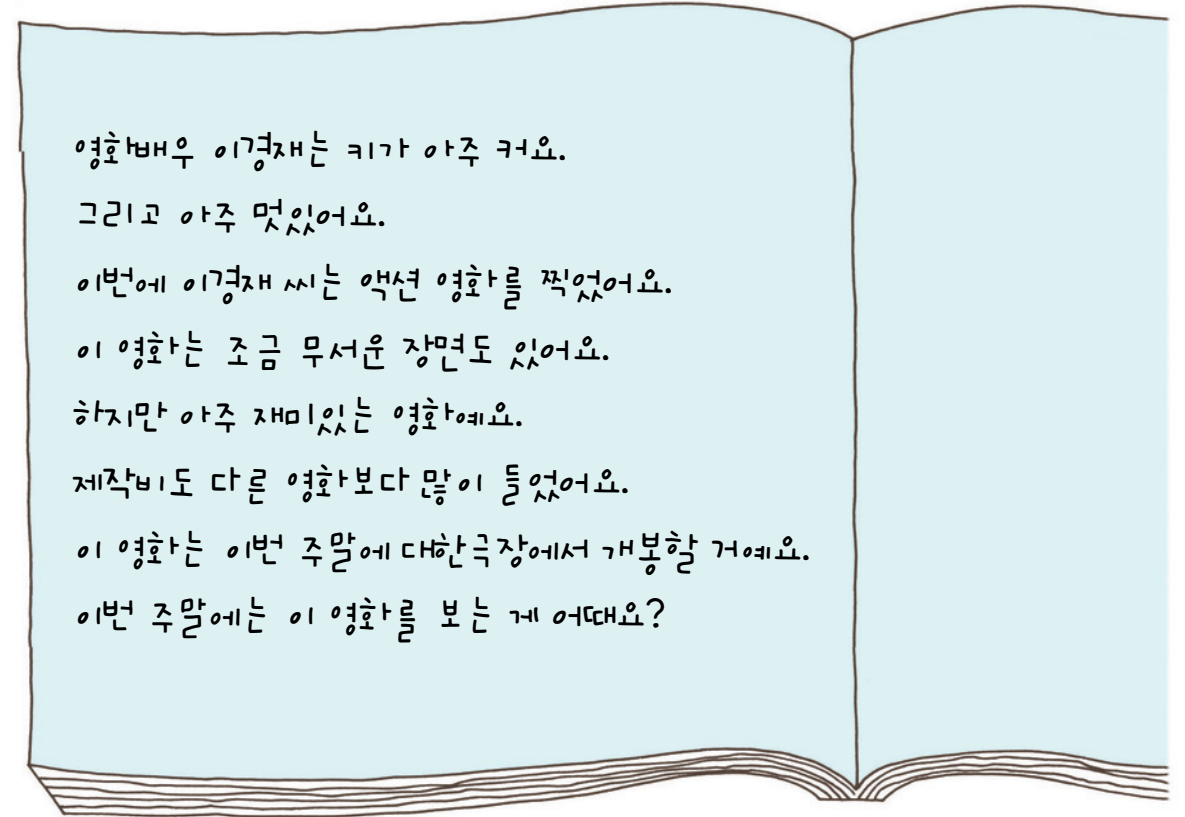 영화배우 이경재는 키가 아주 커요.
그리고 아주 멋있어요.
이번에 이경재 씨는 액션 영화를 찍었어요.
이 영화는 조금 무서운 장면도 있어요.
하지만 아주 재미있는 영화예요.
제작비도 다른 영화보다 많이 들었어요.
이 영화는 이번 주말에 대한극장에서 개봉할 거예요.
이번 주말에는 이 영화를 보는 게 어때요?